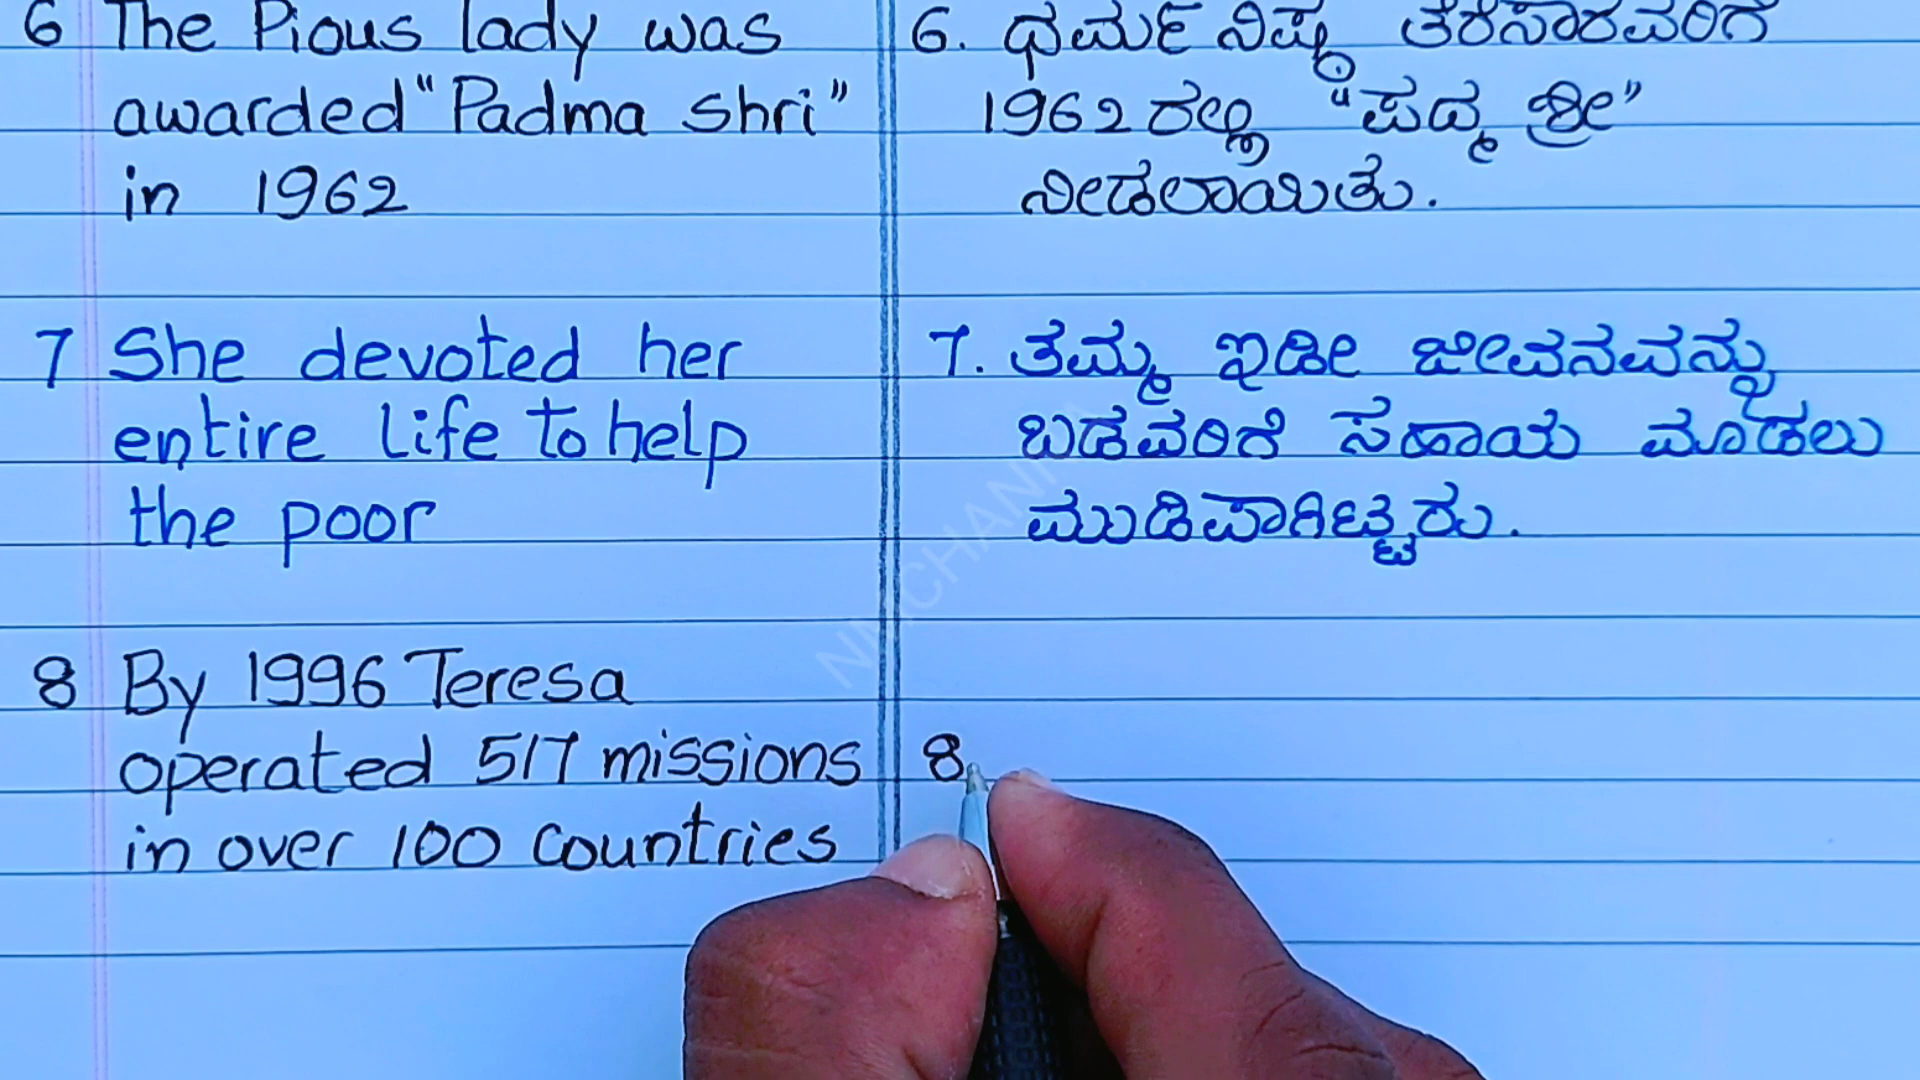 6 The Pious lady was
awarded "Padma Shri"
in 1962
6. ಧರ್ಮನಿಷ್ಠ ತೆರೆಸಾರವರಿಗೆ
1962 ರಲ್ಲಿ "ಪದ್ಮ ಶ್ರೀ"
ನೀಡಲಾಯಿತು.
7 She devoted her
entire life to help
the poor
7. ತಮ್ಮ ಇಡೀ ಜೀವನವನ್ನು
ಬಡವರಿಗೆ ಸಹಾಯ ಮಾಡಲು
ಮುಡಿಪಾಗಿಟ್ಟರು.
8 By 1996 Teresa
operated 517 missions
in over 100 countries
8